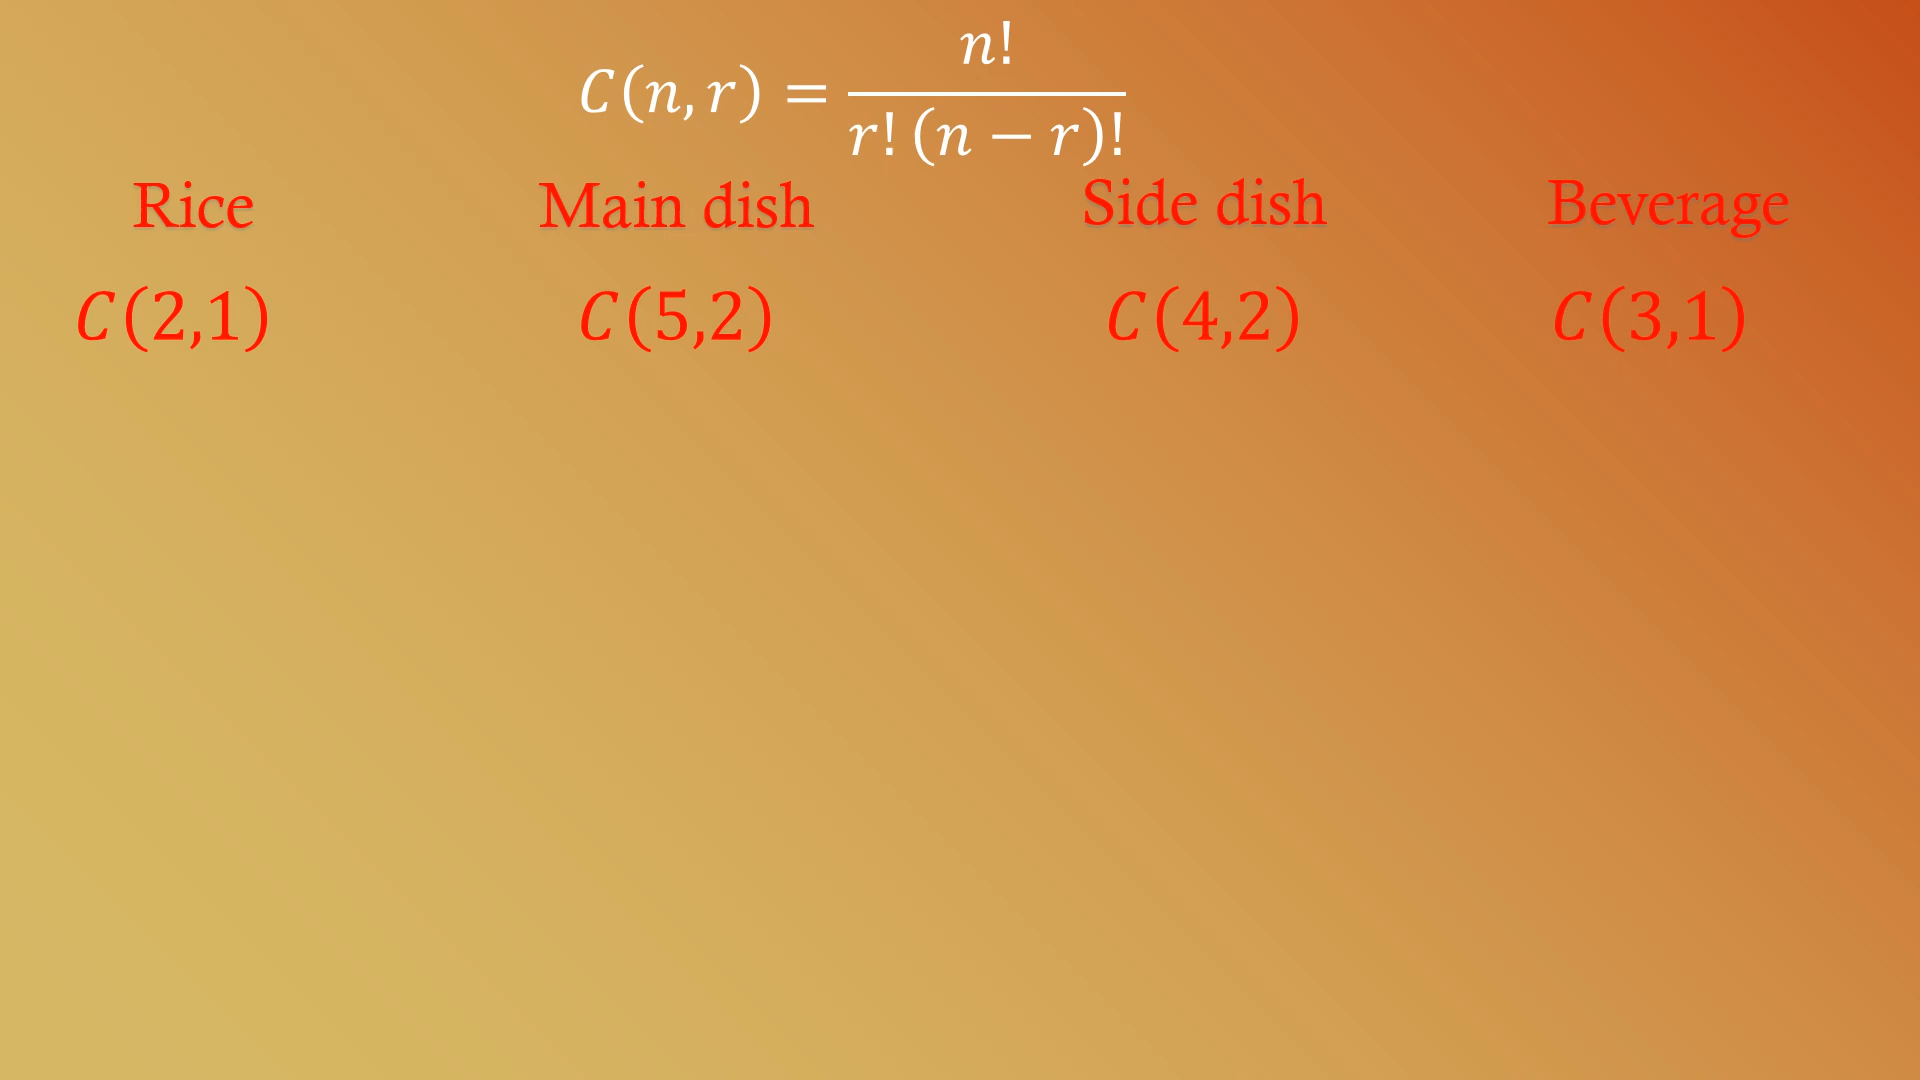 C(n, r) = n! / r! (n − r)!
Rice Main dish Side dish Beverage
C(2,1) C(5,2) C(4,2) C(3,1)